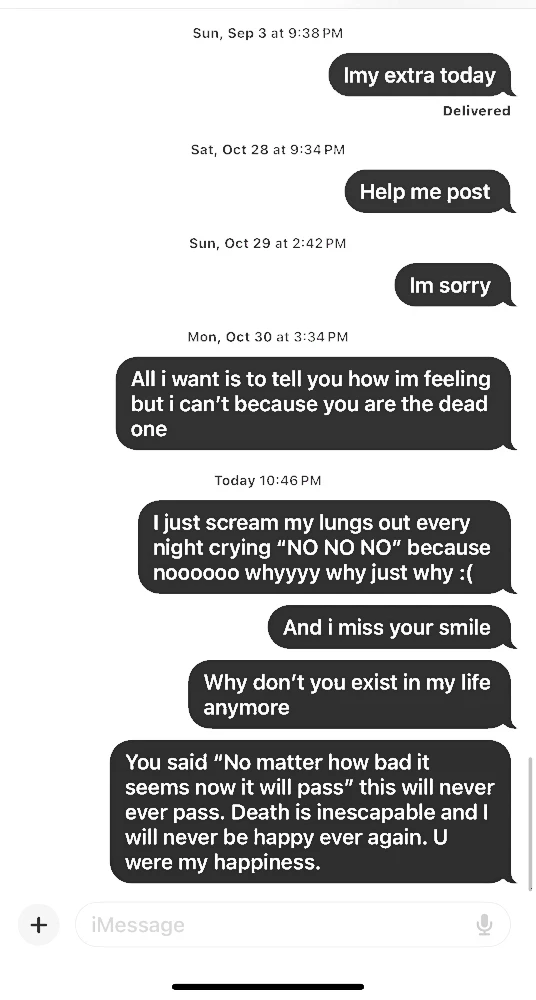 Sun, Sep 3 at 9:38 PM
Imy extra today
Delivered
Sat, Oct 28 at 9:34 PM
Help me post
Sun, Oct 29 at 2:42 PM
Im sorry
Mon, Oct 30 at 3:34 PM
All i want is to tell you how im feeling
but i can't because you are the dead
one
Today 10:46 PM
I just scream my lungs out every
night crying “NO NO NO” because
noooooo whyyyy why just why :(
And i miss your smile
Why don't you exist in my life
anymore
You said “No matter how bad it
seems now it will pass” this will never
ever pass. Death is inescapable and I
will never be happy ever again. U
were my happiness.
+
iMessage